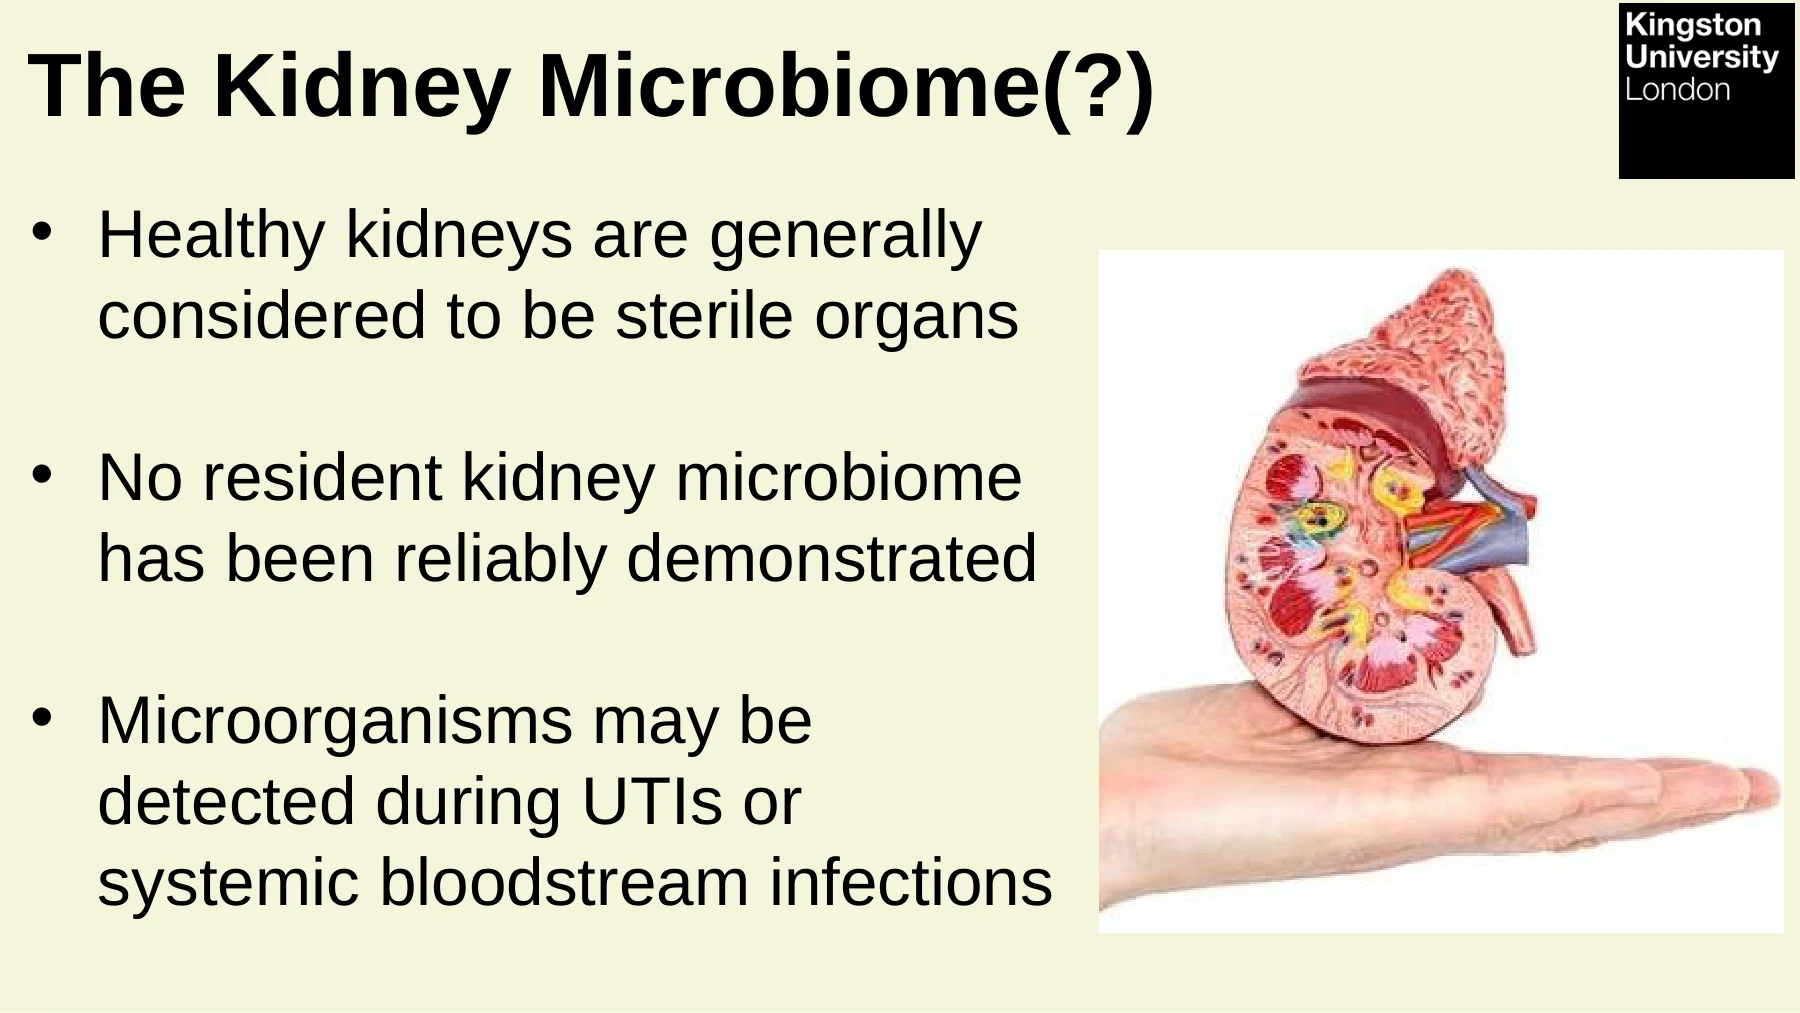 The Kidney Microbiome(?)
Kingston
University
London
• Healthy kidneys are generally
considered to be sterile organs
• No resident kidney microbiome
has been reliably demonstrated
• Microorganisms may be
detected during UTIs or
systemic bloodstream infections